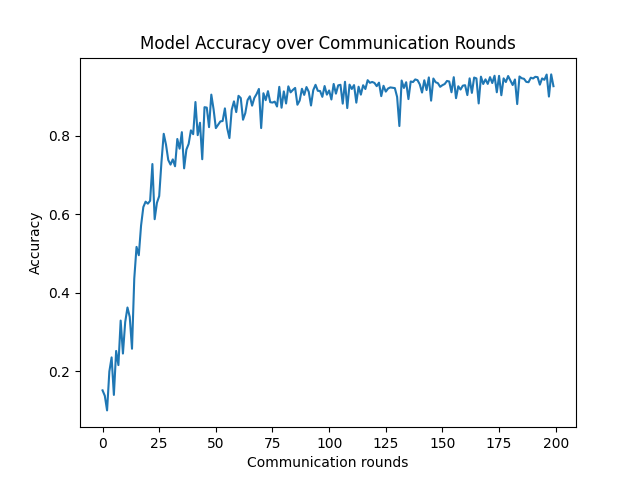 Model Accuracy over Communication Rounds
Accuracy
0.8
0.6
0.4
0.2
0 25 50 75 100 125 150 175 200
Communication rounds